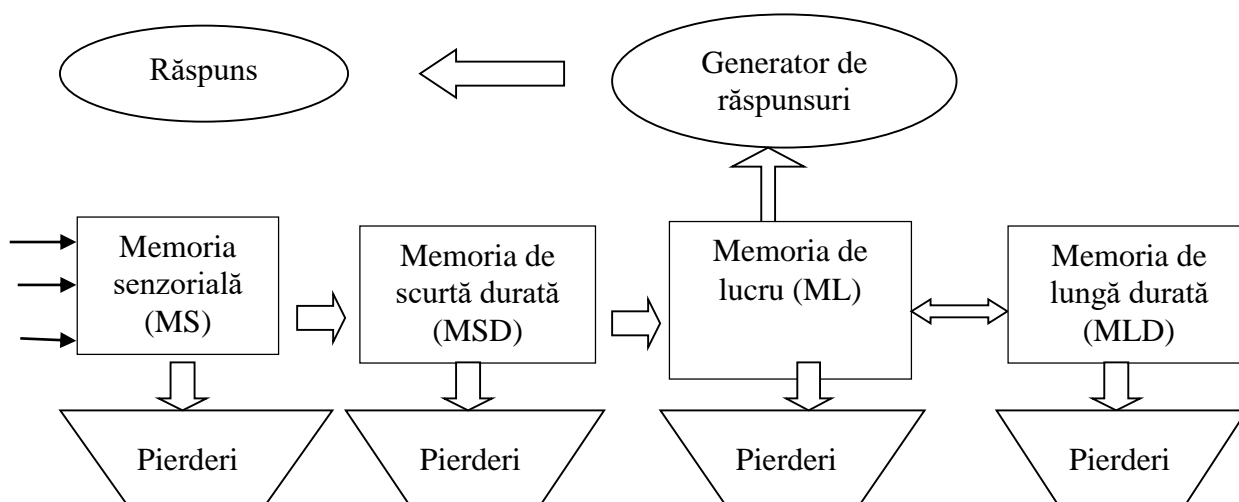 Răspuns
Generator de
răspunsuri
Memoria
senzorială
(MS)
Memoria de
scurtă durată
(MSD)
Memoria de
lucru (ML)
Memoria de
lungă durată
(MLD)
Pierderi
Pierderi
Pierderi
Pierderi